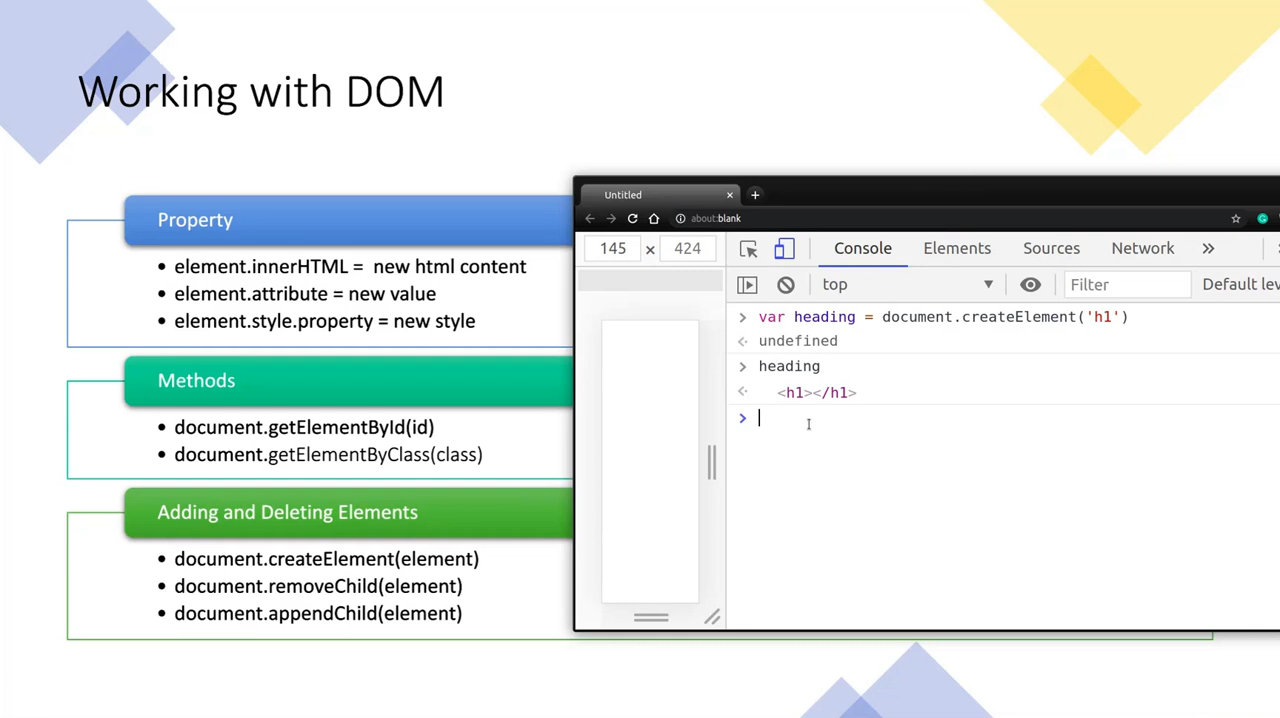 Working with DOM
Property
• element.innerHTML =  new html content
• element.attribute = new value
• element.style.property = new style
Methods
• document.getElementById(id)
• document.getElementByClass(class)
Adding and Deleting Elements
• document.createElement(element)
• document.removeChild(element)
• document.appendChild(element)
Untitled
about:blank
145 × 424
Console Elements Sources Network »
top Filter Default lev
> var heading = document.createElement('h1')
undefined
> heading
<h1></h1>
>